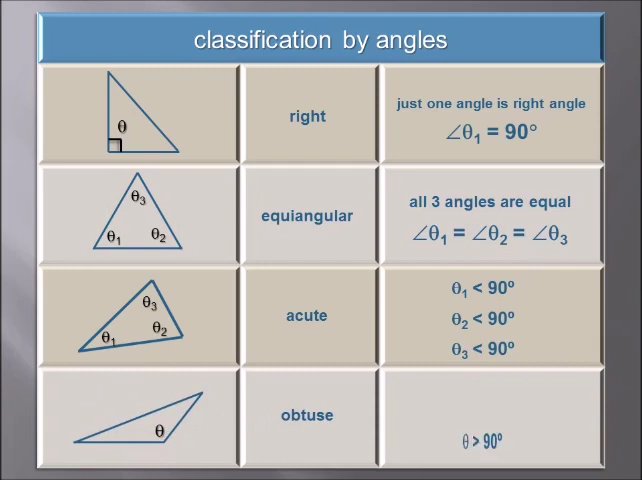 classification by angles
θ
right
just one angle is right angle
∠θ₁ = 90°
θ₃
θ₁ θ₂
equiangular
all 3 angles are equal
∠θ₁ = ∠θ₂ = ∠θ₃
θ₃
θ₂
θ₁
acute
θ₁ < 90º
θ₂ < 90º
θ₃ < 90º
θ
obtuse
θ > 90º